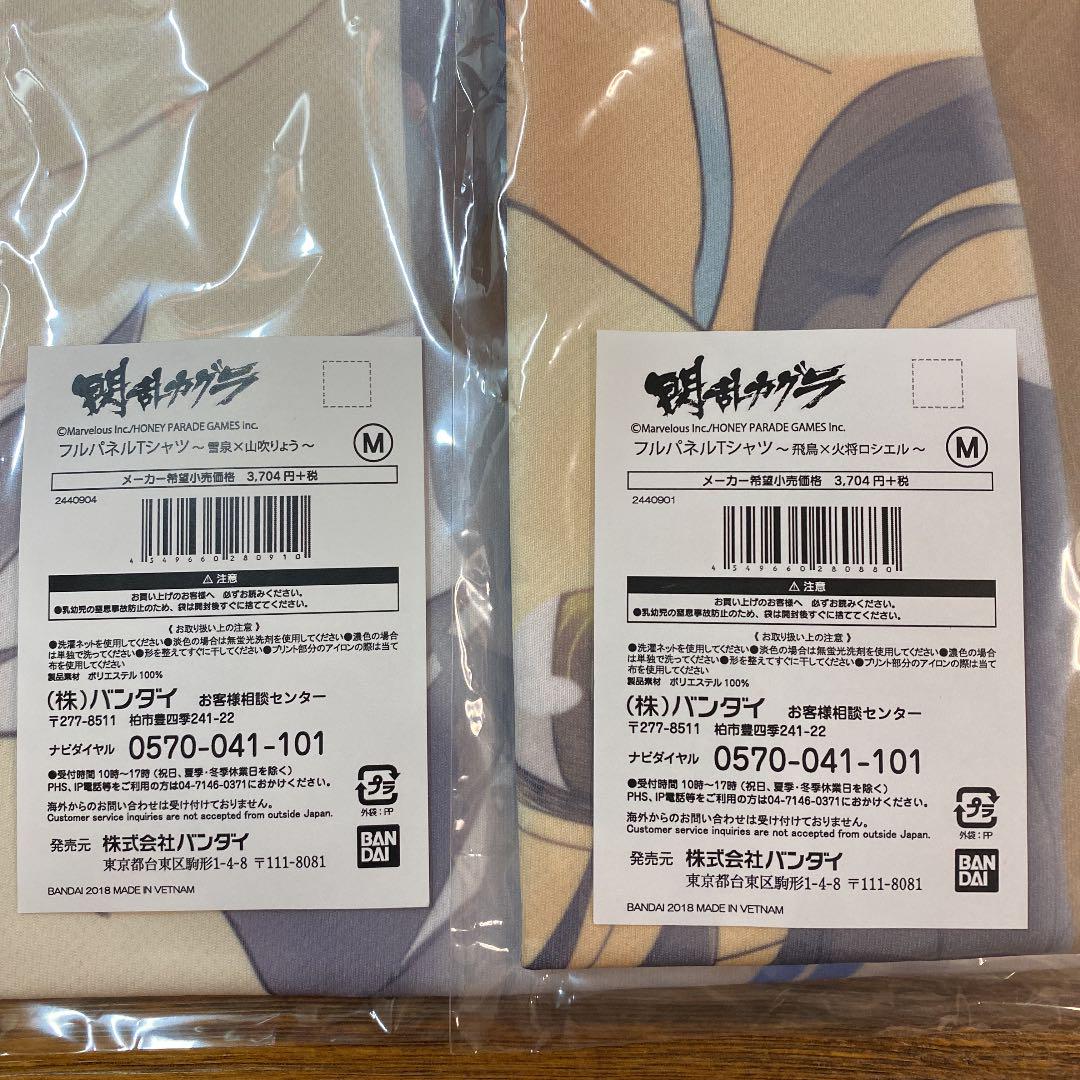 閃乱カグラ
©Marvelous Inc./HONEY PARADE GAMES Inc.
フルパネルTシャツ ～ 雪泉×山吹りょう ～
M
メーカー希望小売価格 3,704円+税
2440904
4 549660 280910
⚠ 注意
お買い上げのお客様へ 必ずお読みください。
●乳幼児の窒息事故防止のため、袋は開封後すぐに捨ててください。
《 お取り扱い上の注意 》
●洗濯ネットを使用してください●淡色の場合は無蛍光洗剤を使用してください●濃色の場合
は単独で洗ってください●形を整えてすぐに干してください●プリント部分のアイロンの際は当て
布を使用してください
製品素材 ポリエステル 100%
(株)バンダイ お客様相談センター
〒277-8511 柏市豊四季241-22
ナビダイヤル 0570-041-101
●受付時間 10時～17時 (祝日、夏季・冬季休業日を除く)
PHS、IP電話等をご利用の方は04-7146-0371におかけください。
海外からのお問い合わせは受け付けておりません。
Customer service inquiries are not accepted from outside Japan.
プラ
外袋:PP
発売元 株式会社バンダイ
東京都台東区駒形1-4-8 〒111-8081
BAN
DAI
BANDAI 2018 MADE IN VETNAM
閃乱カグラ
©Marvelous Inc./HONEY PARADE GAMES Inc.
フルパネルTシャツ ～ 飛鳥×火将ロシエル ～
M
メーカー希望小売価格 3,704円+税
2440901
4 549660 280880
⚠ 注意
お買い上げのお客様へ 必ずお読みください。
●乳幼児の窒息事故防止のため、袋は開封後すぐに捨ててください。
《 お取り扱い上の注意 》
●洗濯ネットを使用してください●淡色の場合は無蛍光洗剤を使用してください●濃色の場合
は単独で洗ってください●形を整えてすぐに干してください●プリント部分のアイロンの際は当て
布を使用してください
製品素材 ポリエステル 100%
(株)バンダイ お客様相談センター
〒277-8511 柏市豊四季241-22
ナビダイヤル 0570-041-101
●受付時間 10時～17時 (祝日、夏季・冬季休業日を除く)
PHS、IP電話等をご利用の方は04-7146-0371におかけください。
海外からのお問い合わせは受け付けておりません。
Customer service inquiries are not accepted from outside Japan.
プラ
外袋:PP
発売元 株式会社バンダイ
東京都台東区駒形1-4-8 〒111-8081
BAN
DAI
BANDAI 2018 MADE IN VETNAM